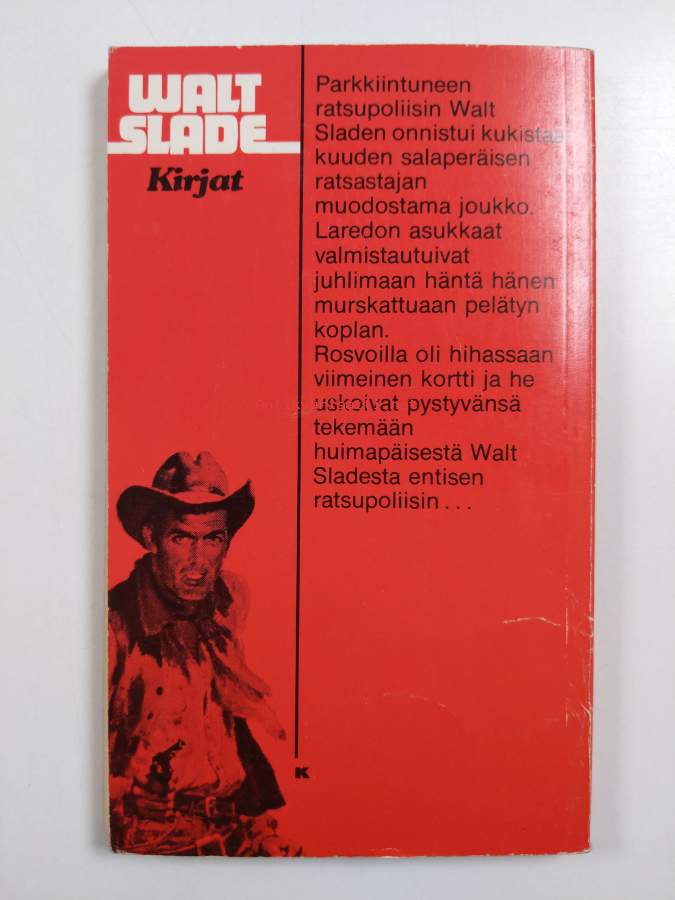 WALT
SLADE
Kirjat
Parkkiintuneen
ratsupoliisin Walt
Sladen onnistui kukistaa
kuuden salaperäisen
ratsastajan
muodostama joukko.
Laredon asukkaat
valmistautuivat
juhlimaan häntä hänen
murskattuaan pelätyn
koplan.
Rosvoilla oli hihassaan
viimeinen kortti ja he
uskoivat pystyvänsä
tekemään
huimapäisestä Walt
Sladesta entisen
ratsupoliisin...
K